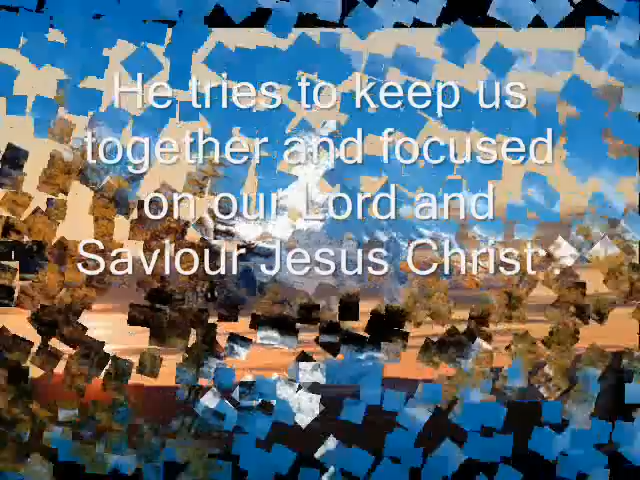 He tries to keep us
together and focused
on our Lord and
Saviour Jesus Christ .